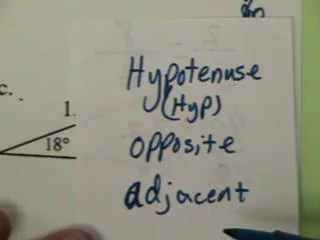 c.
1.
18°
Hypotenuse
(Hyp)
opposite
adjacent